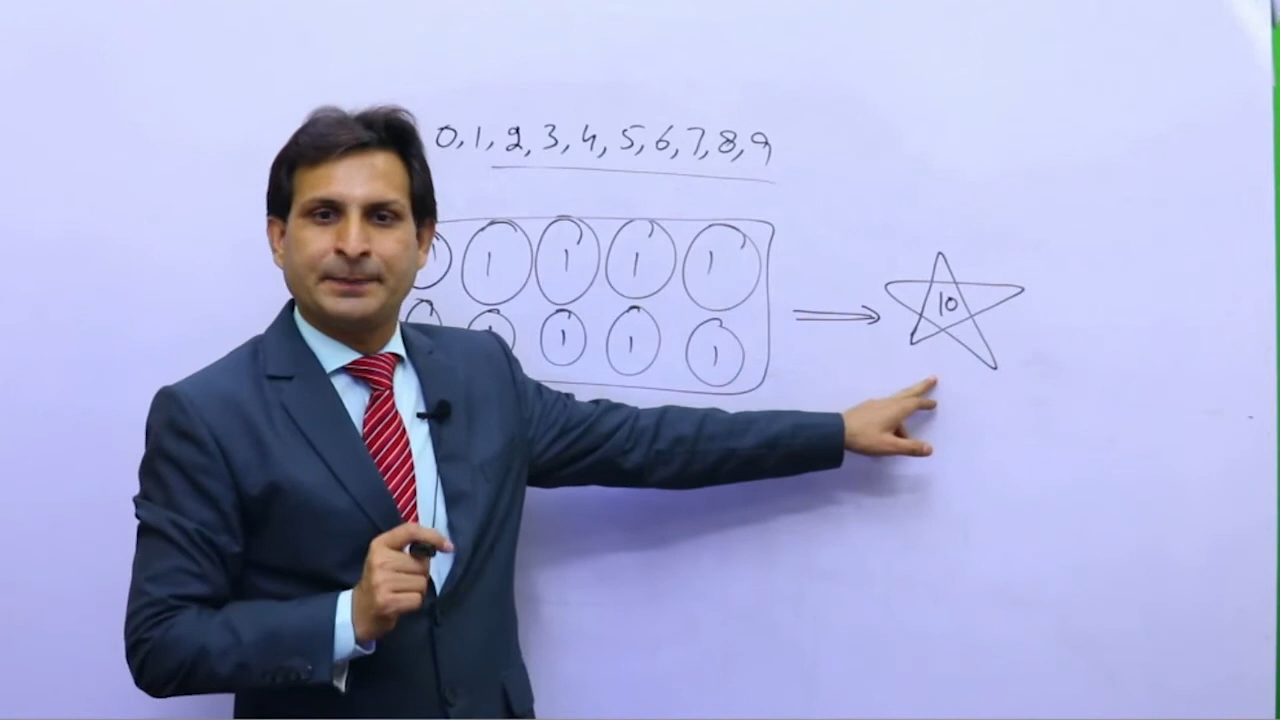 0, 1, 2, 3, 4, 5, 6, 7, 8, 9
1 1 1 1 1
10
1 1 1